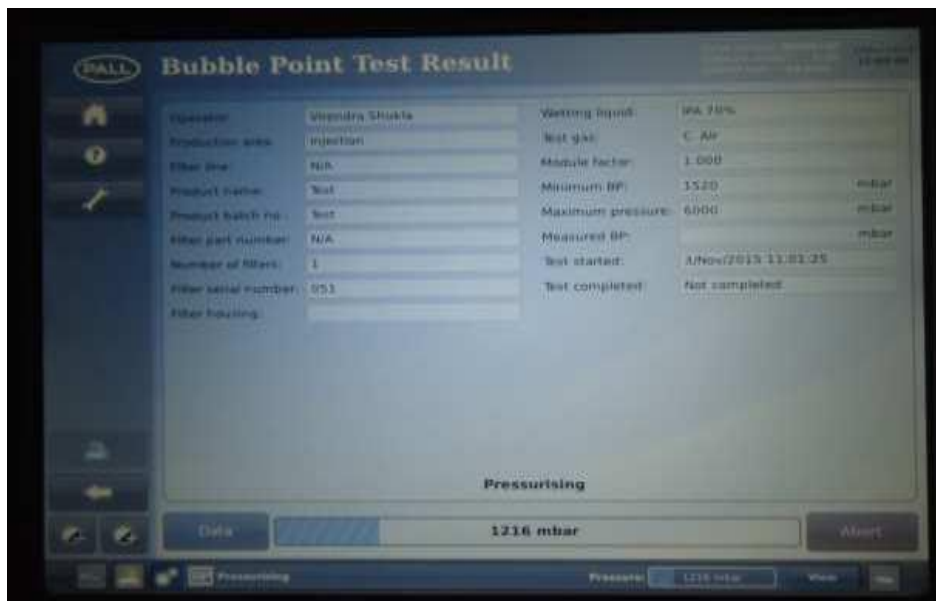 PALL
Bubble Point Test Result
Operator: Virendra Shukla
Production area: Injection
Filter line: N/A
Product name: Test
Product batch no.: Test
Filter part number: N/A
Number of filters: 1
Filter serial number: 053
Filter housing:
Wetting liquid: IPA 70%
Test gas: C. Air
Module factor: 1.000
Minimum BP: 1520 mbar
Maximum pressure: 6000 mbar
Measured BP: mbar
Test started: 3/Nov/2015 11:01:25
Test completed: Not completed
Pressurising
Data
1216 mbar
Abort
Pressurising
Pressure:
1216 mbar
View